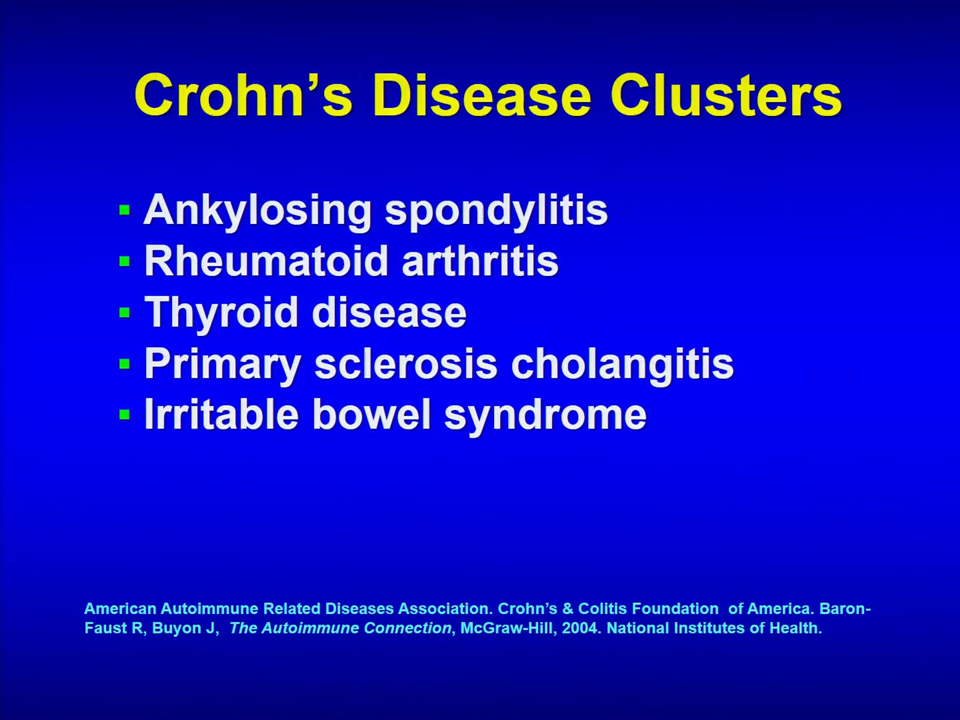 Crohn’s Disease Clusters
▪ Ankylosing spondylitis
▪ Rheumatoid arthritis
▪ Thyroid disease
▪ Primary sclerosis cholangitis
▪ Irritable bowel syndrome
American Autoimmune Related Diseases Association. Crohn’s & Colitis Foundation of America. Baron-
Faust R, Buyon J, The Autoimmune Connection, McGraw-Hill, 2004. National Institutes of Health.